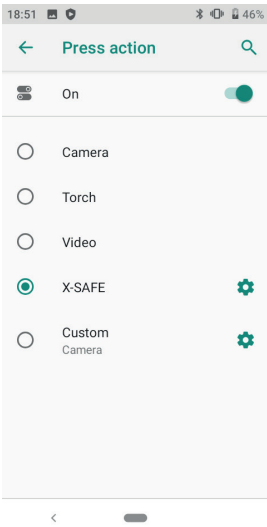 18:51 46%
Press action
On
Camera
Torch
Video
X-SAFE
Custom
Camera